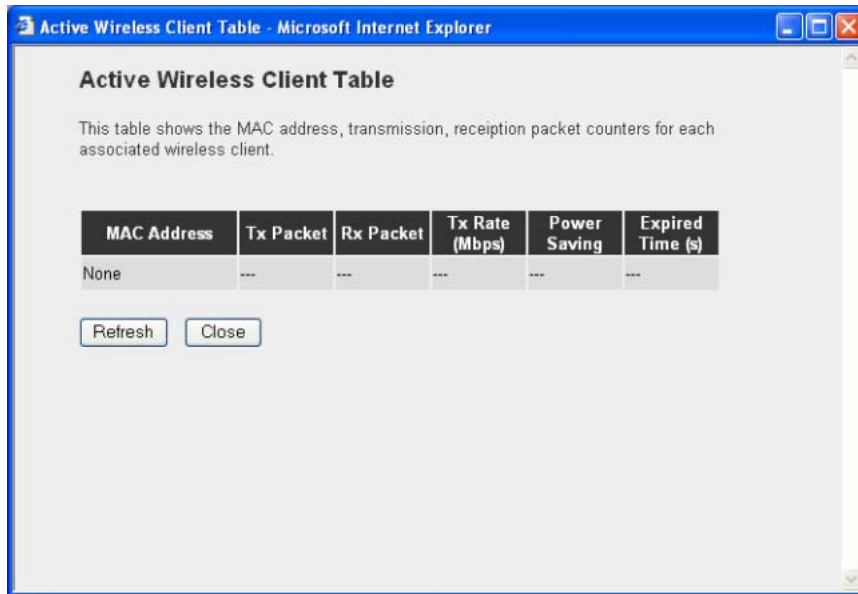 Active Wireless Client Table - Microsoft Internet Explorer
Active Wireless Client Table
This table shows the MAC address, transmission, receiption packet counters for each
associated wireless client.
MAC Address Tx Packet Rx Packet Tx Rate (Mbps) Power Saving Expired Time (s)
None --- --- --- --- ---
Refresh Close